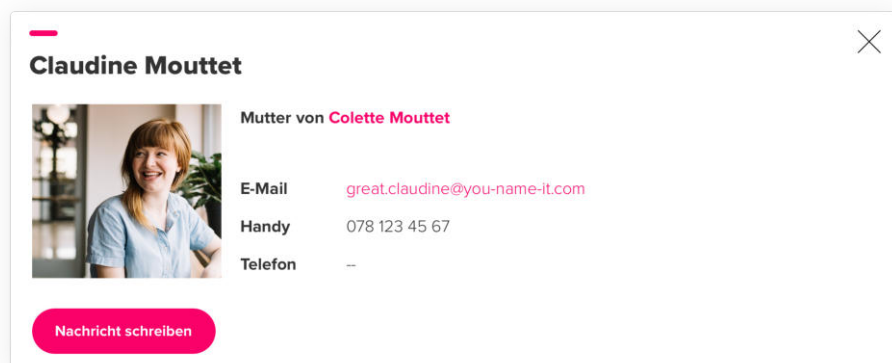 Claudine Mouttet
Mutter von Colette Mouttet
E-Mail great.claudine@you-name-it.com
Handy 078 123 45 67
Telefon --
Nachricht schreiben